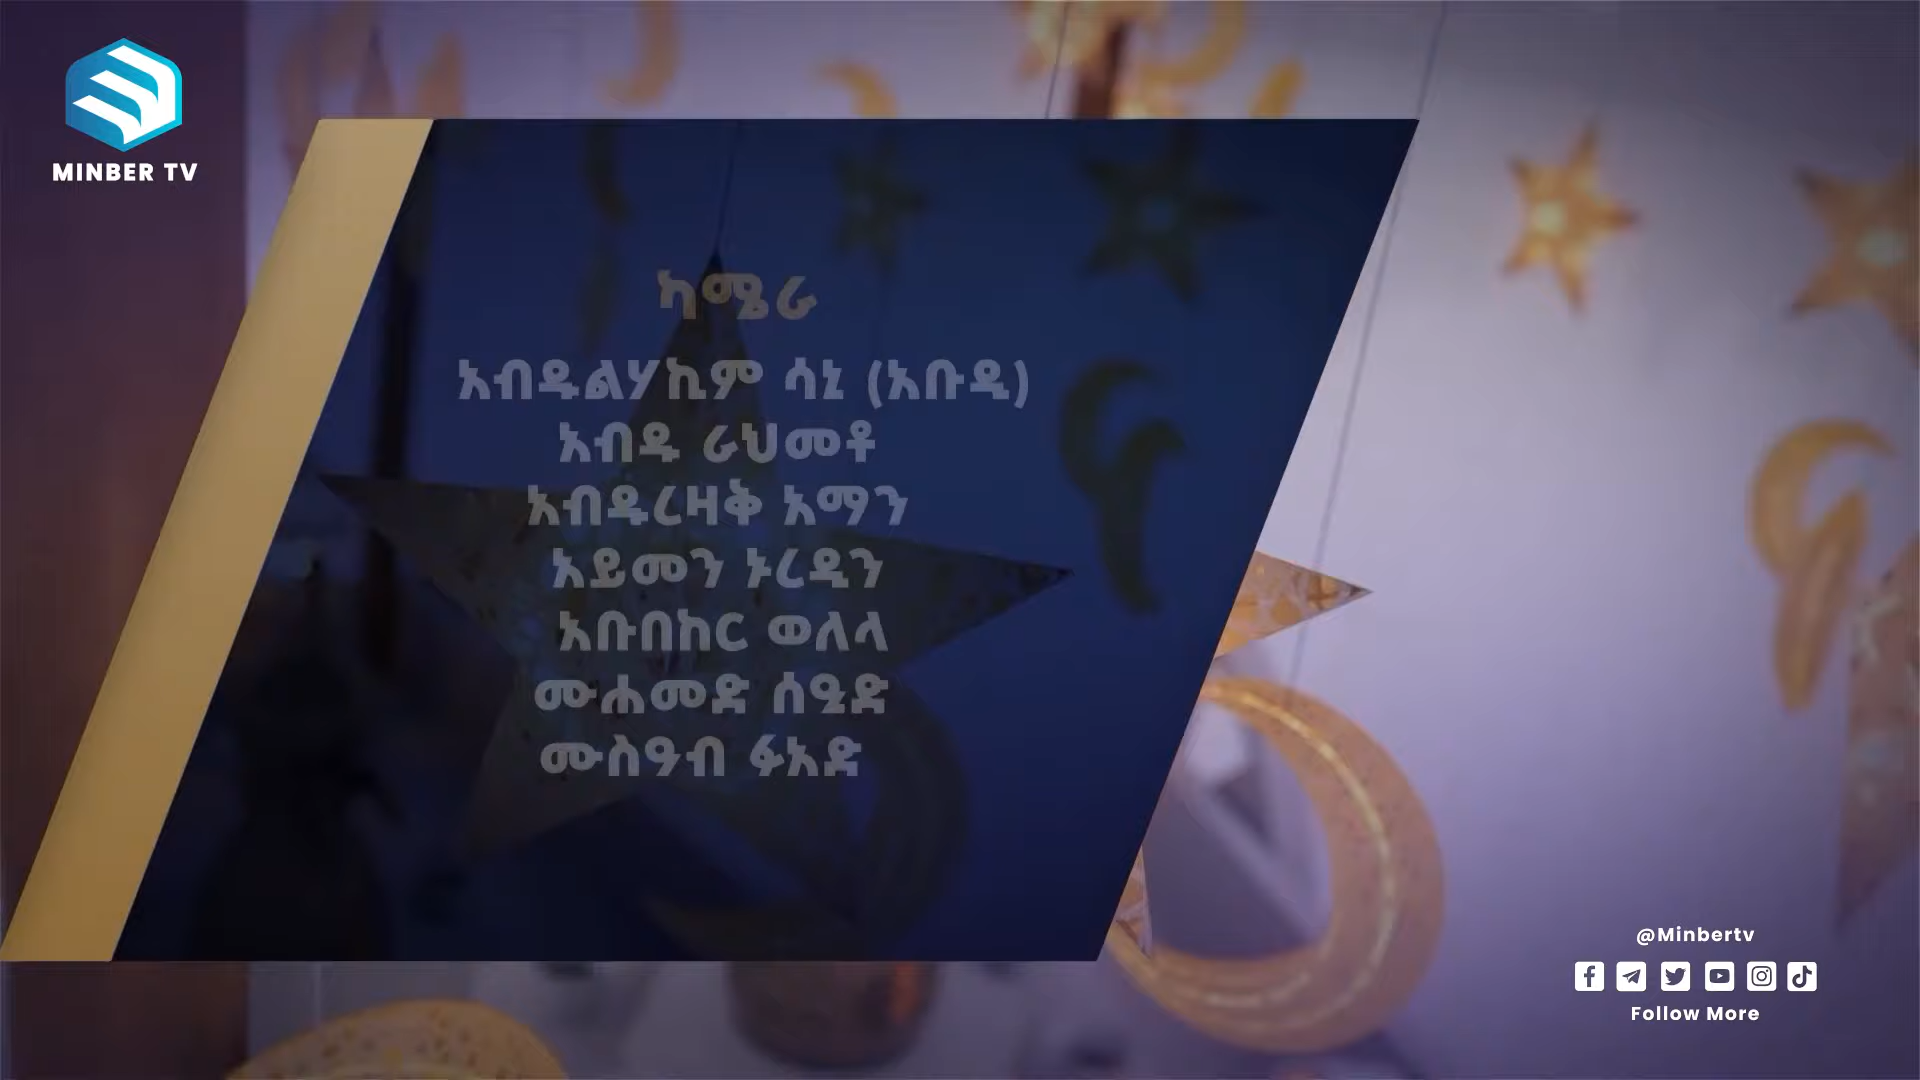 MINBER TV
ካሜራ
አብዱልሃኪም ሳኒ (አቡዲ)
አብዱ ራህመቶ
አብዱረዛቅ አማን
አይመን ኑረዲን
አቡበከር ወለላ
ሙሐመድ ሰዒድ
ሙስዓብ ፉአድ
@Minbertv
Follow More